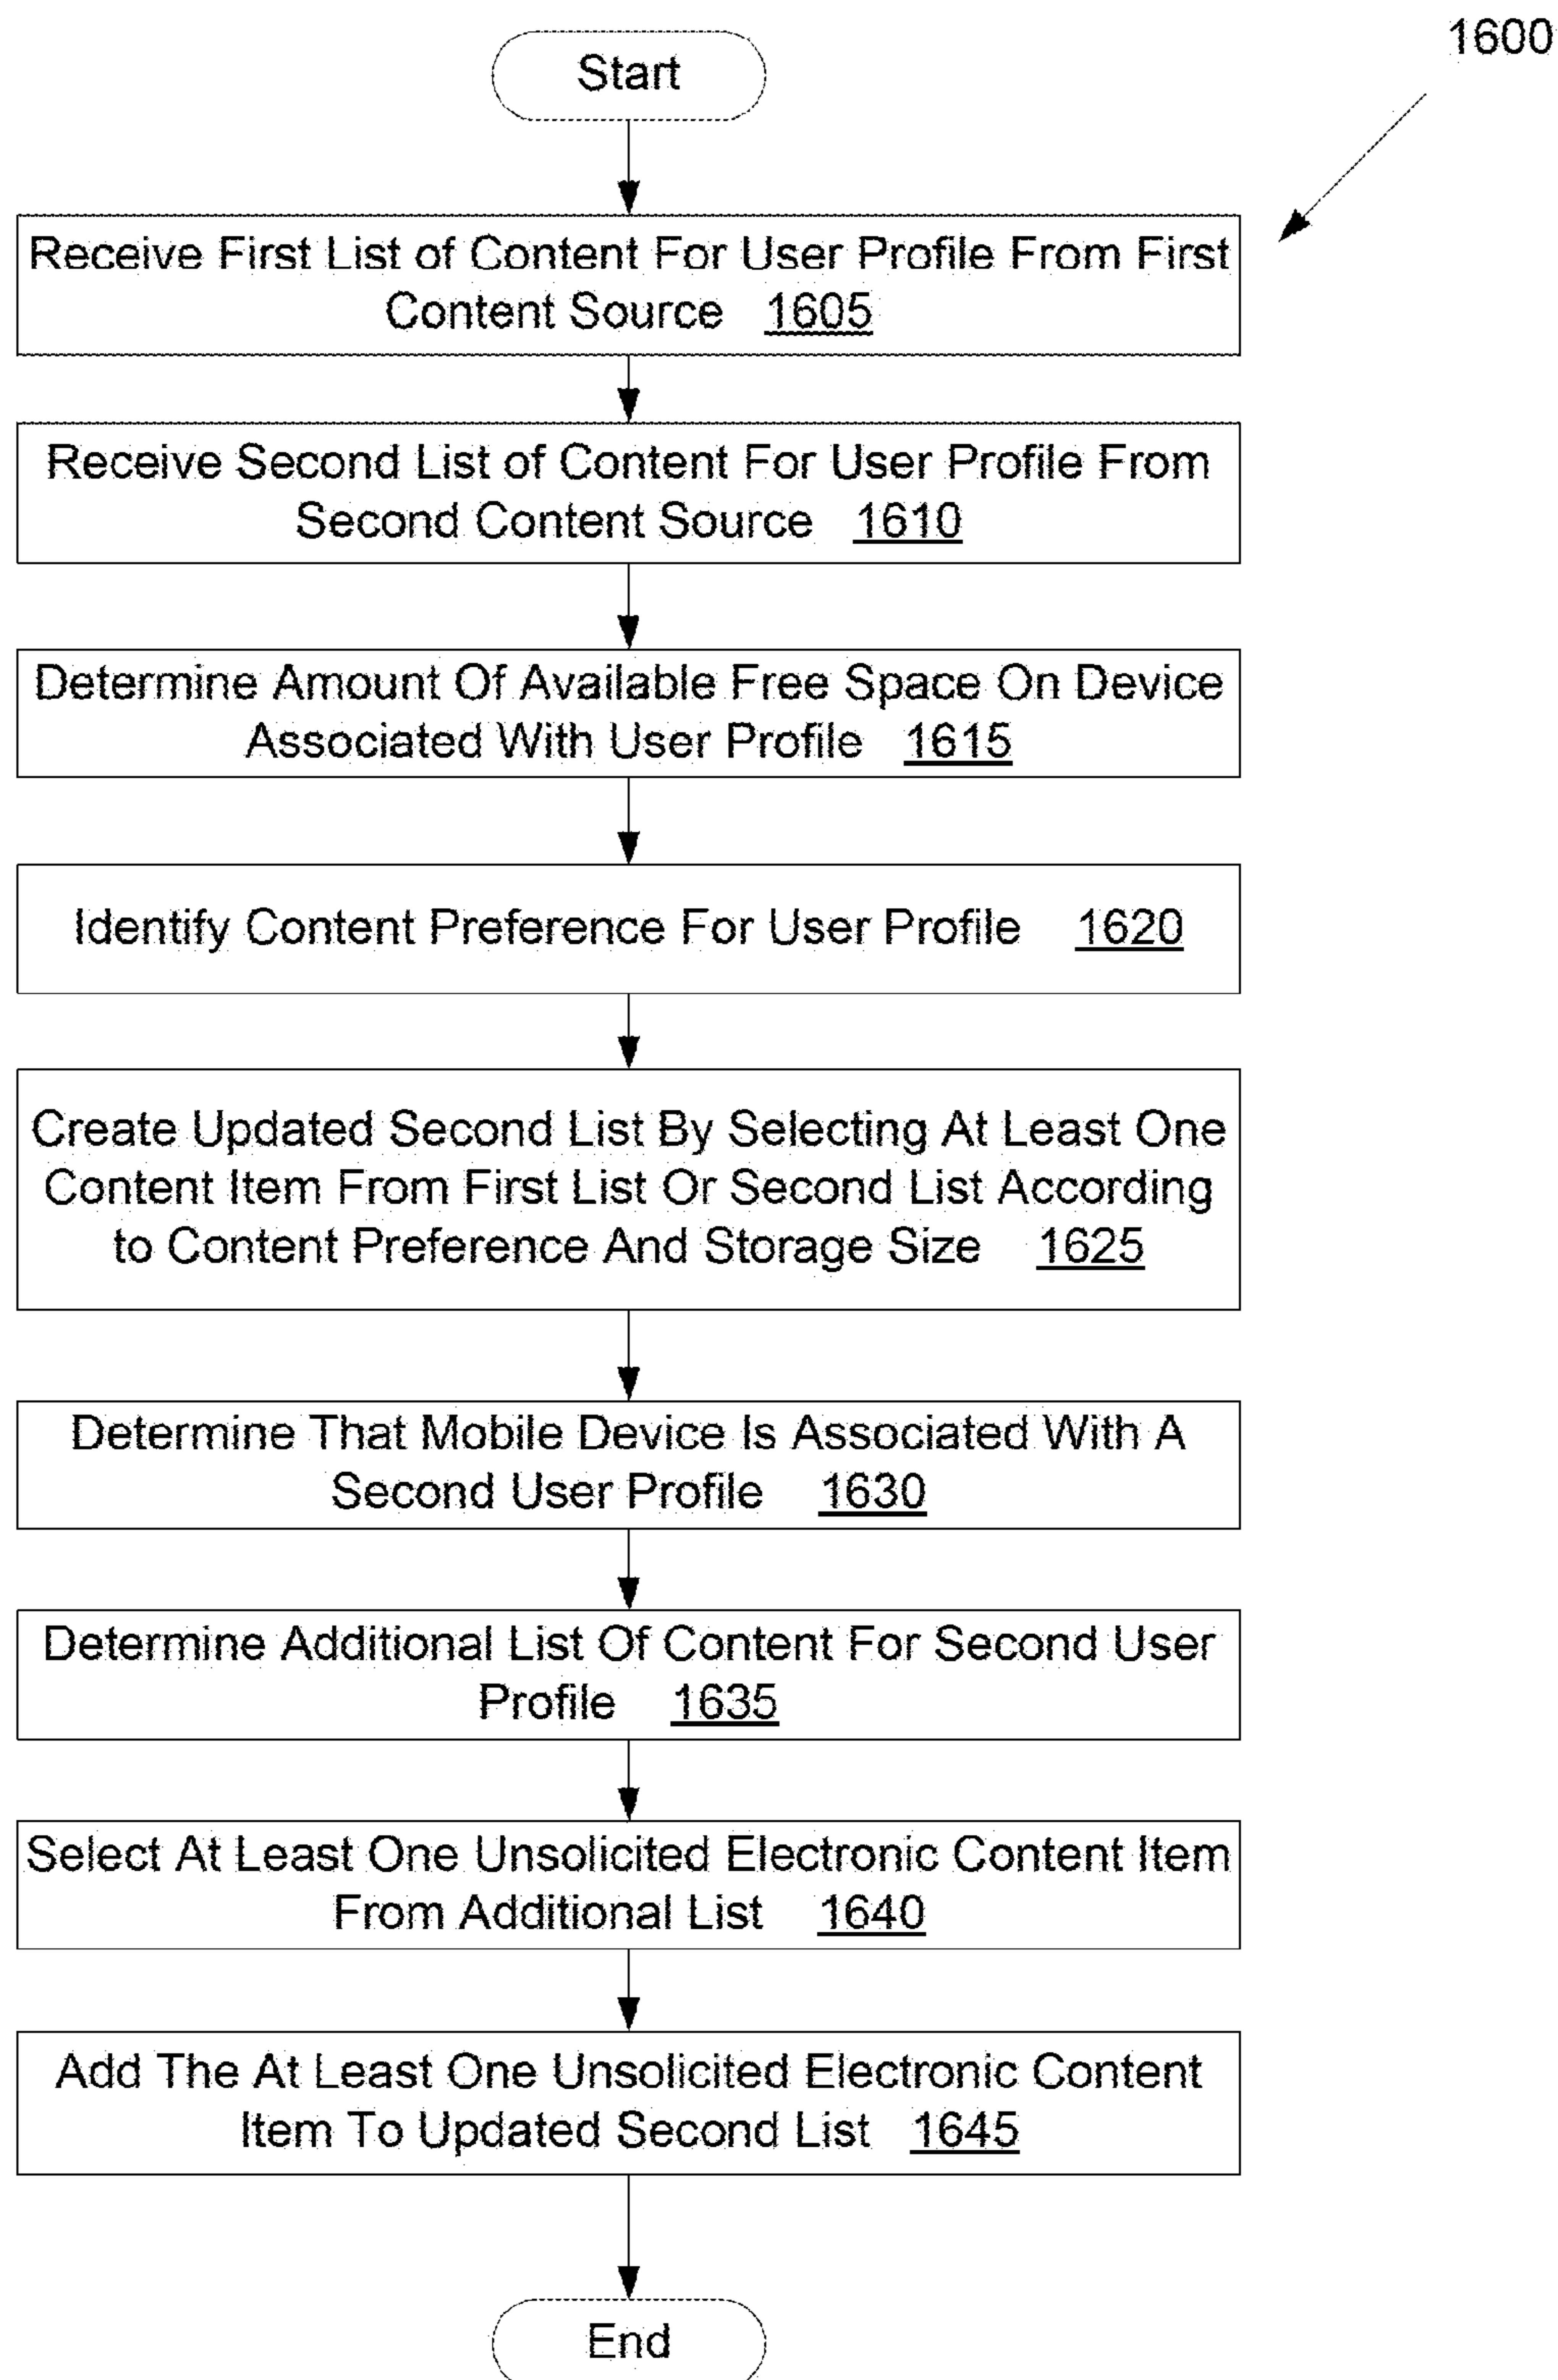 1600
Start
Receive First List of Content For User Profile From First
Content Source 1605
Receive Second List of Content For User Profile From
Second Content Source 1610
Determine Amount Of Available Free Space On Device
Associated With User Profile 1615
Identify Content Preference For User Profile 1620
Create Updated Second List By Selecting At Least One
Content Item From First List Or Second List According
to Content Preference And Storage Size 1625
Determine That Mobile Device Is Associated With A
Second User Profile 1630
Determine Additional List Of Content For Second User
Profile 1635
Select At Least One Unsolicited Electronic Content Item
From Additional List 1640
Add The At Least One Unsolicited Electronic Content
Item To Updated Second List 1645
End